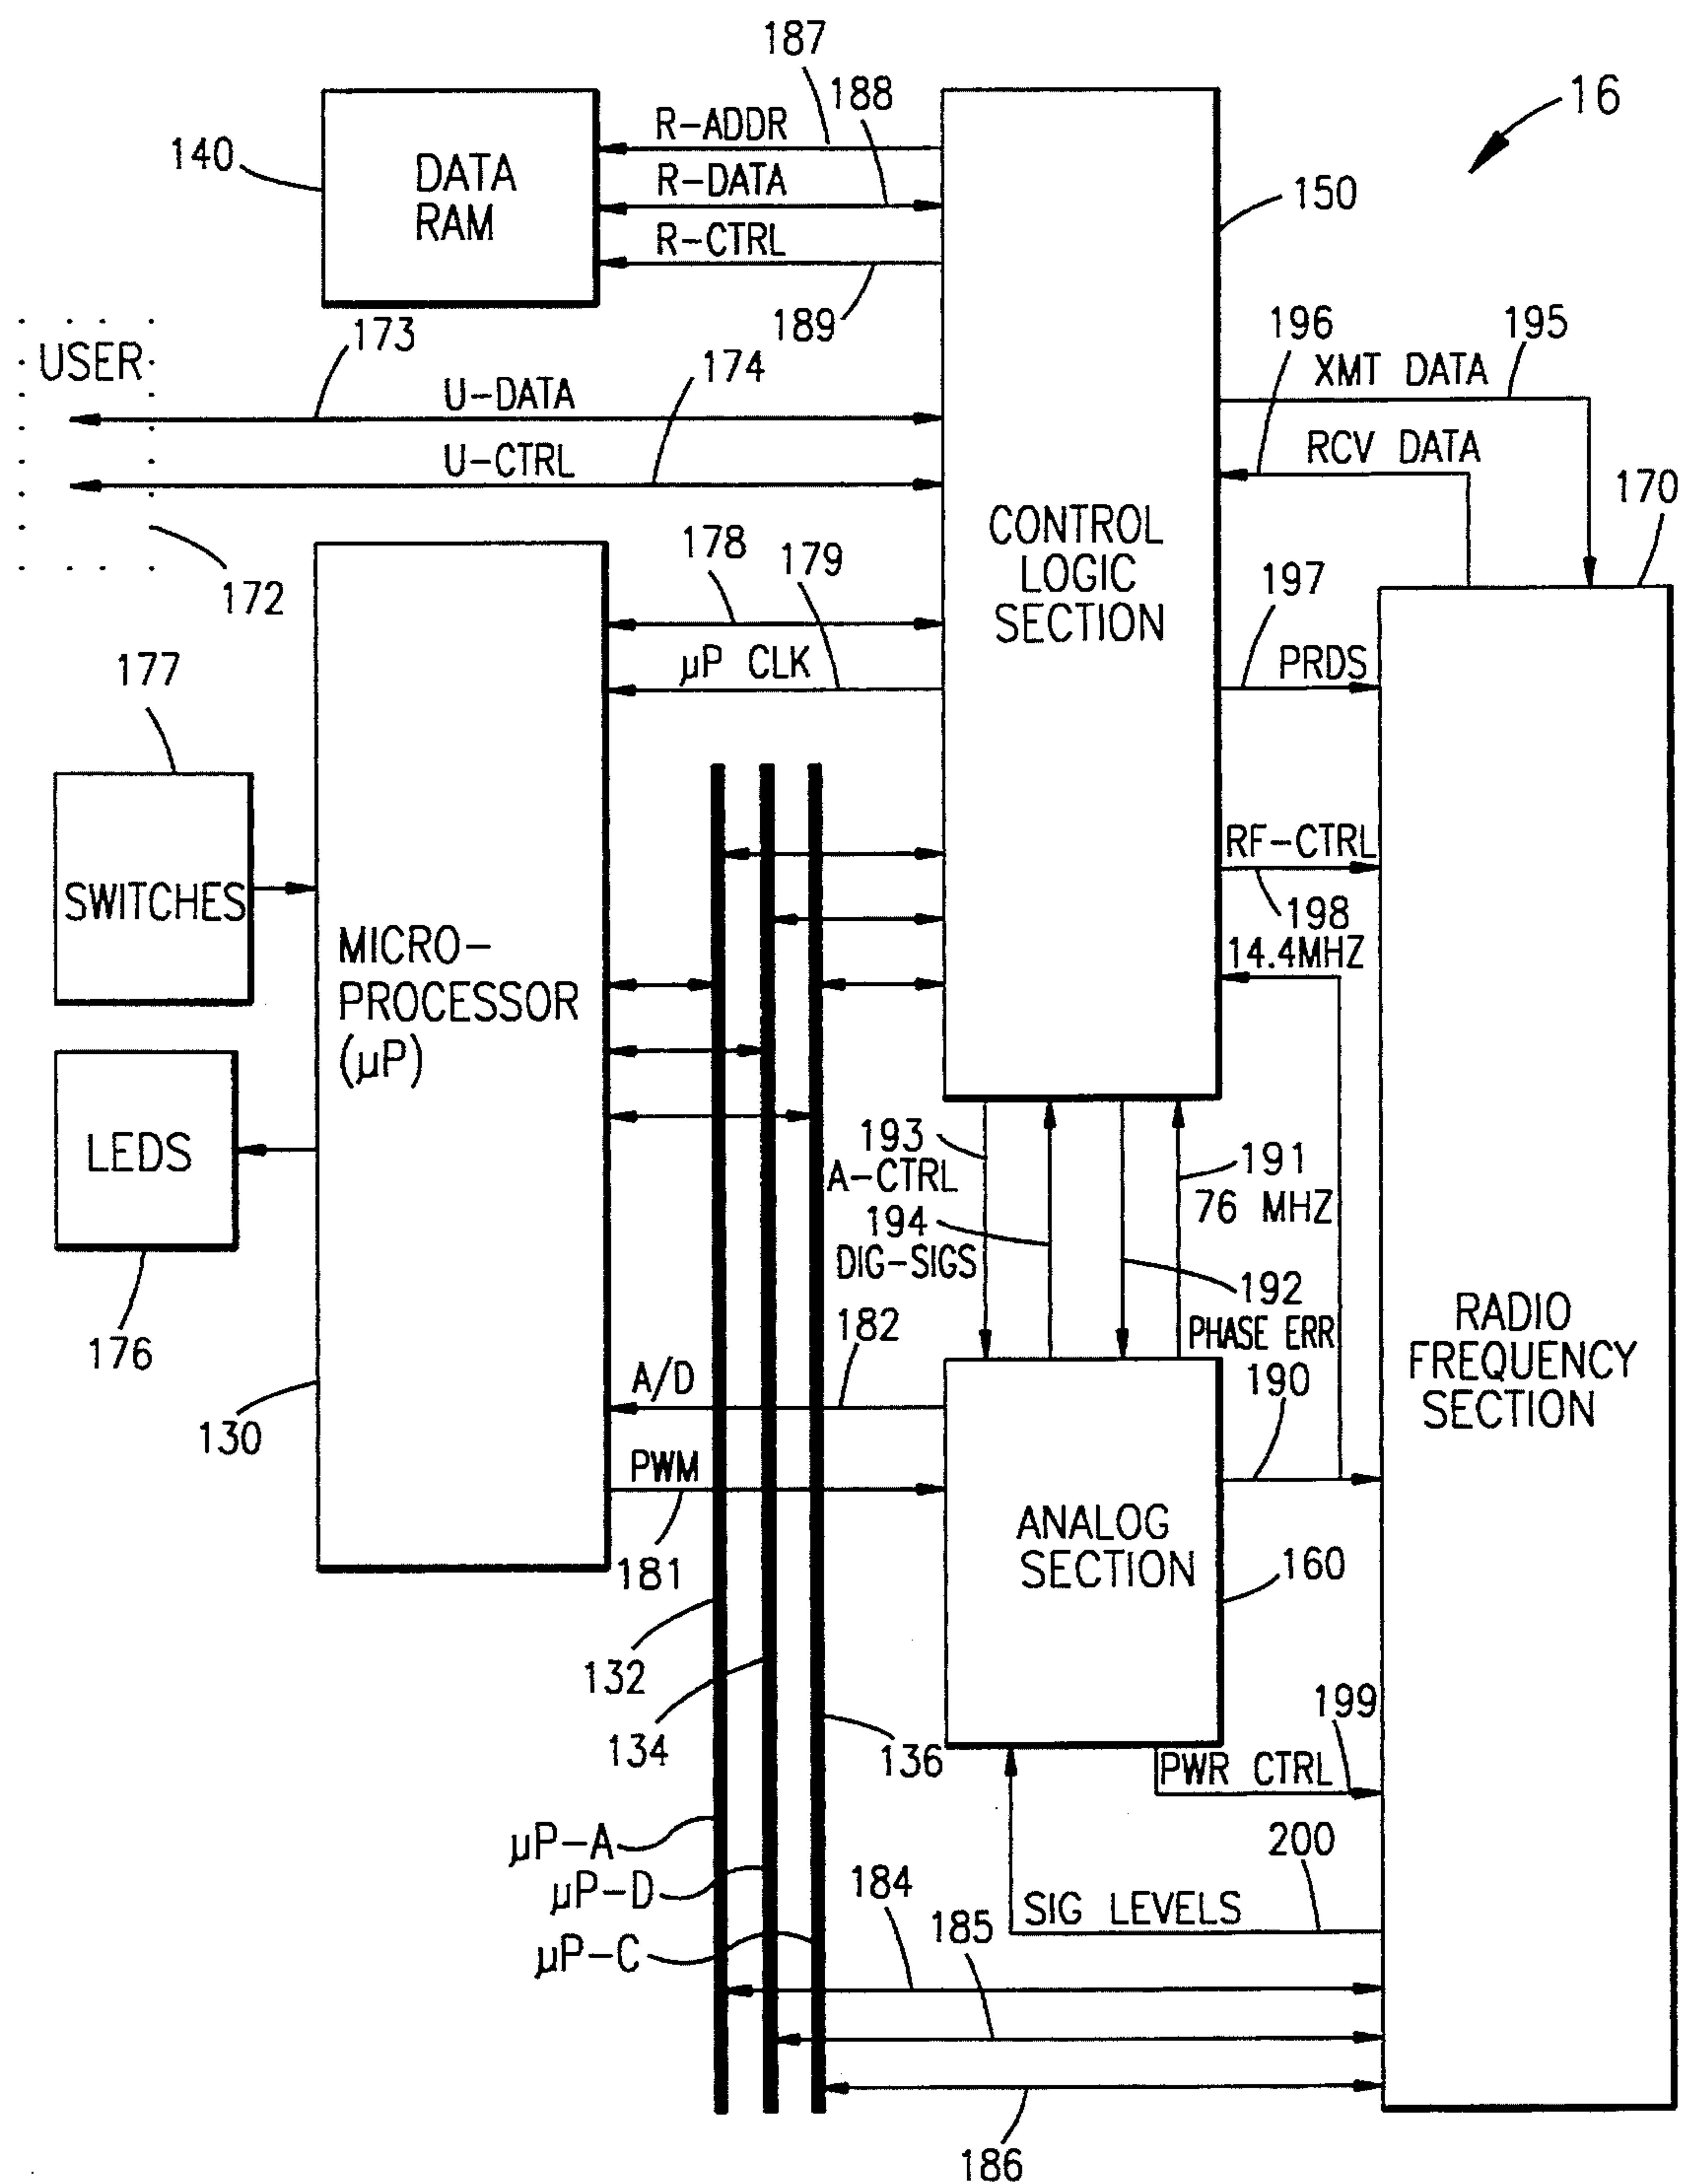 187
188
16
R-ADDR
140
DATA
RAM
R-DATA
150
R-CTRL
189
196
195
USER
173
174
XMT DATA
U-DATA
RCV DATA
U-CTRL
170
CONTROL
LOGIC
SECTION
178
179
197
172
177
µP CLK
PRDS
SWITCHES
RF-CTRL
198
14.4MHZ
MICRO-
PROCESSOR
(µP)
LEDS
193
A-CTRL
194
DIG-SIGS
191
76 MHZ
192
PHASE ERR
RADIO
FREQUENCY
SECTION
176
182
190
130
A/D
PWM
ANALOG
SECTION
181
160
132
134
136
199
PWR CTRL
µP-A
µP-D
µP-C
184
200
185
SIG LEVELS
186